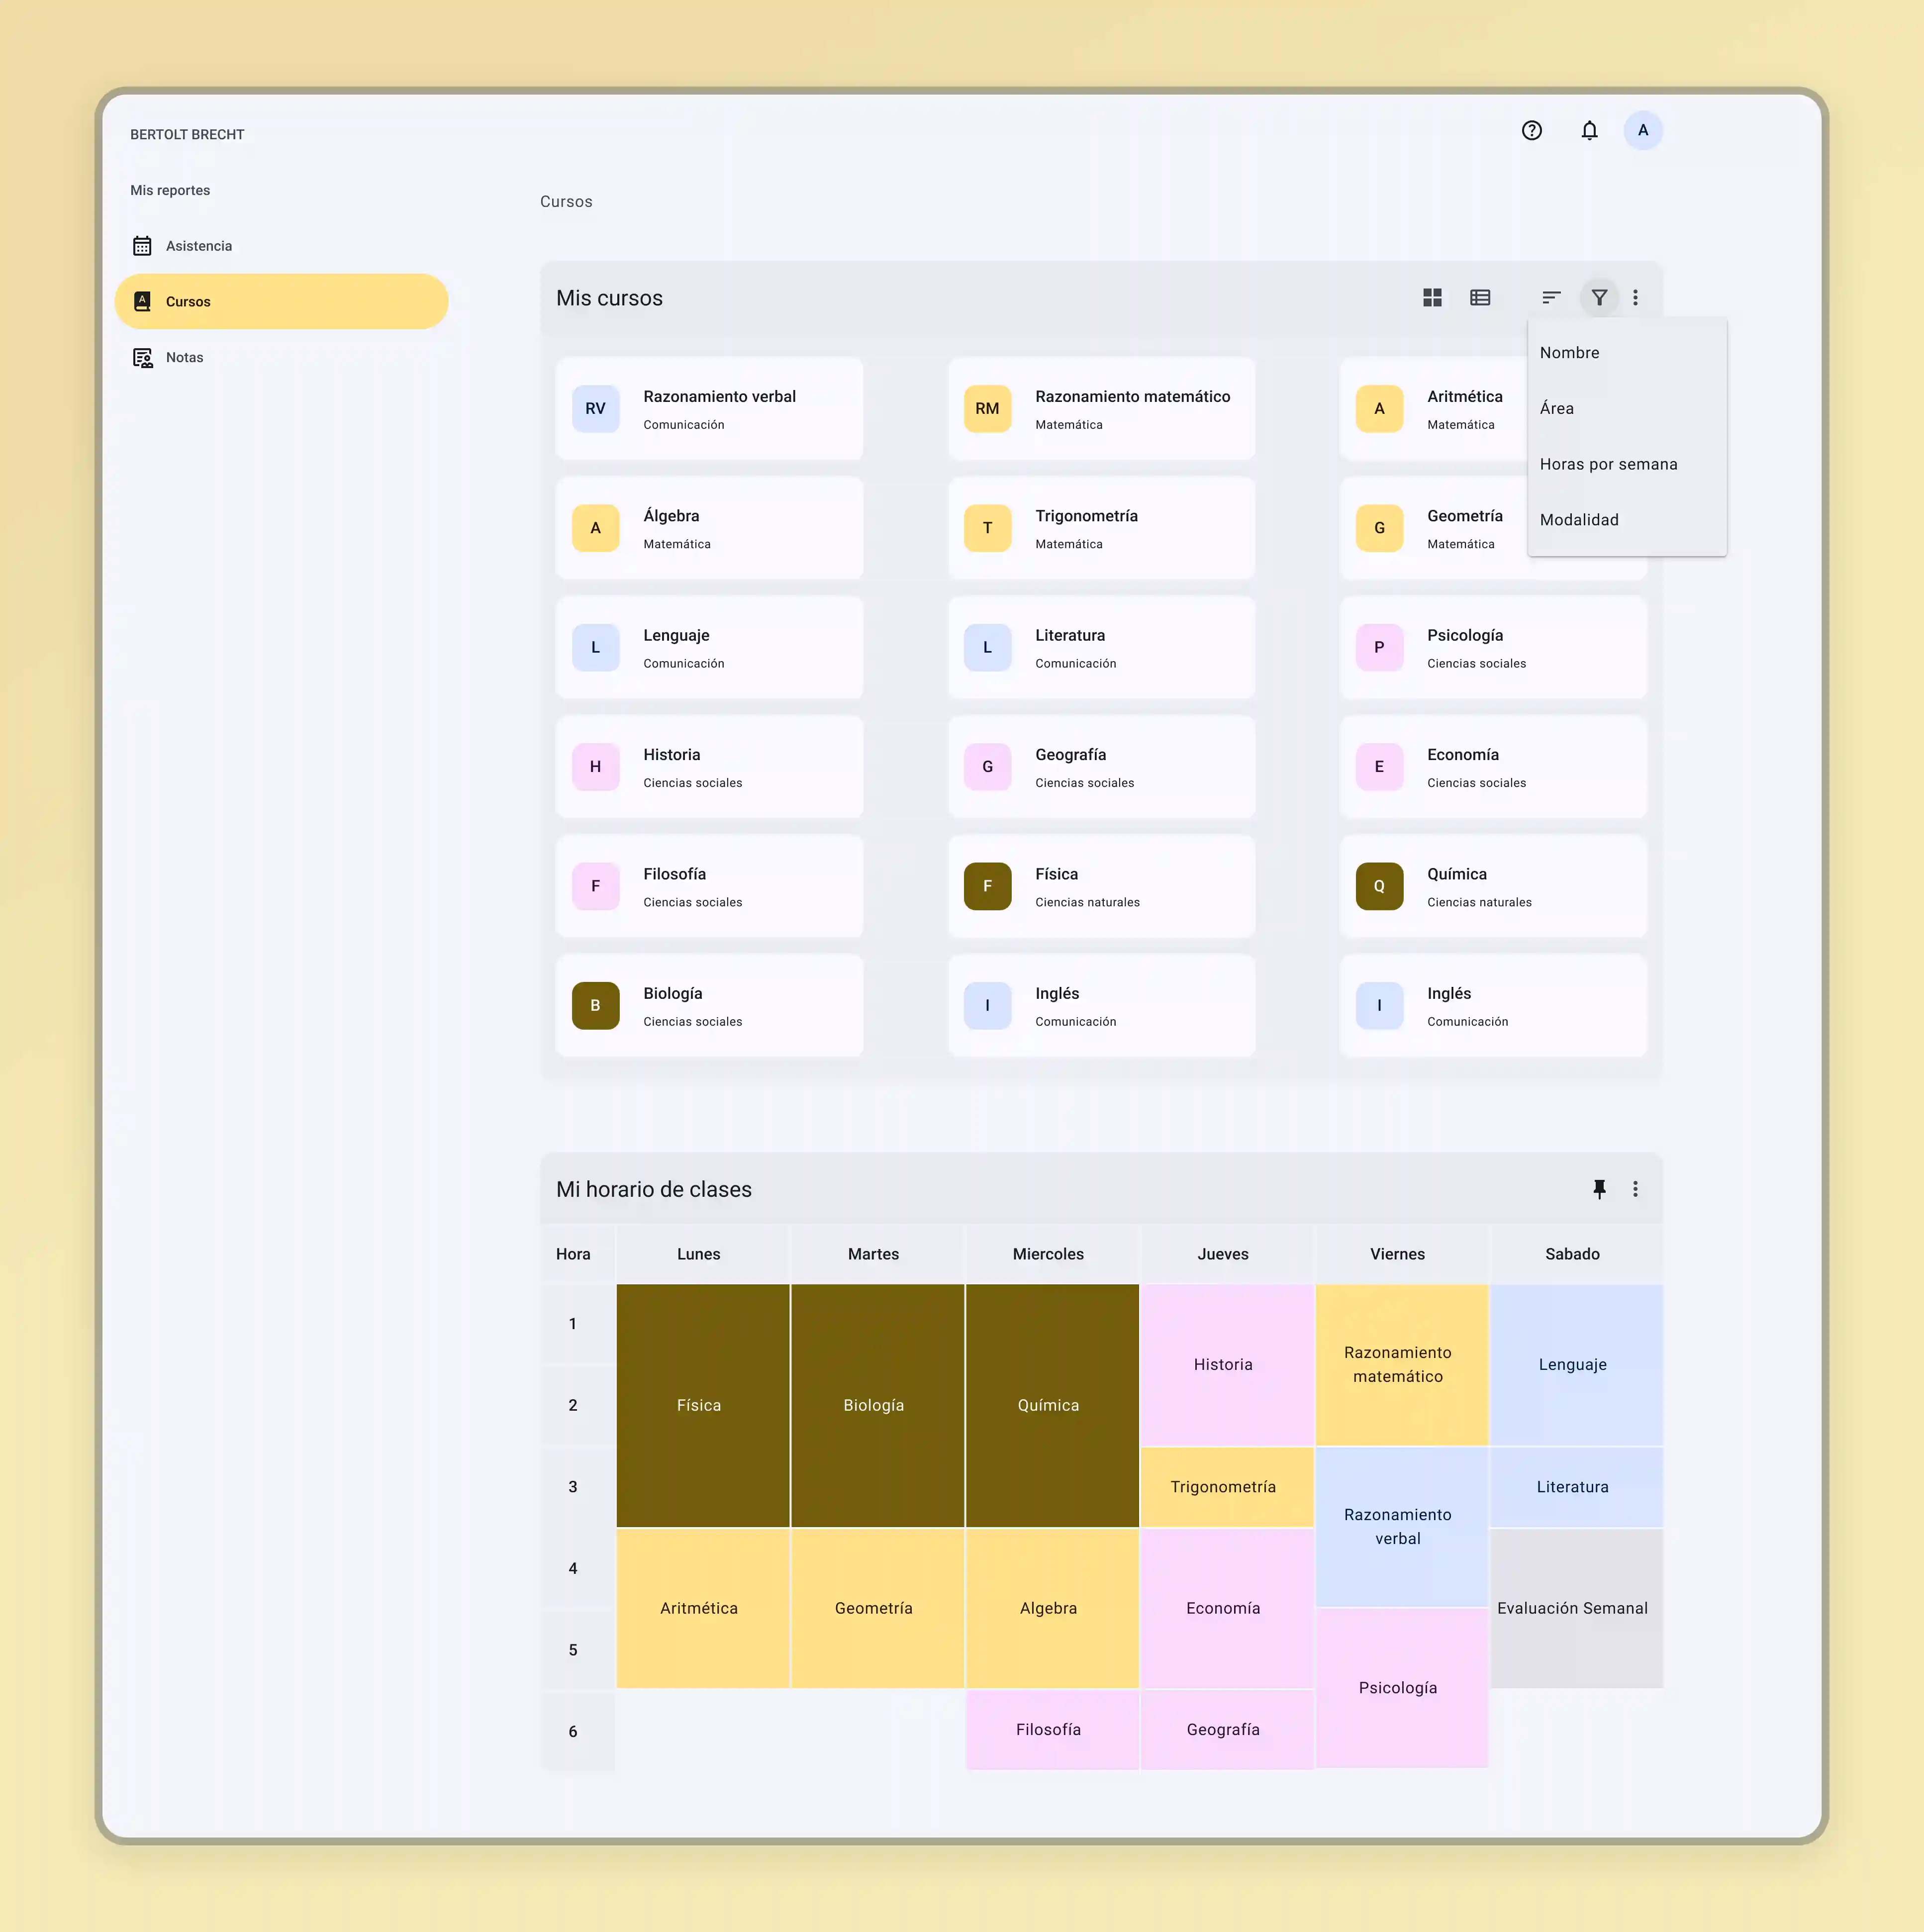 BERTOLT BRECHT
A
Mis reportes
Asistencia
A
Cursos
Notas
Cursos
Mis cursos
Nombre
Área
Horas por semana
Modalidad
RV
Razonamiento verbal
Comunicación
RM
Razonamiento matemático
Matemática
A
Aritmética
Matemática
A
Álgebra
Matemática
T
Trigonometría
Matemática
G
Geometría
Matemática
L
Lenguaje
Comunicación
L
Literatura
Comunicación
P
Psicología
Ciencias sociales
H
Historia
Ciencias sociales
G
Geografía
Ciencias sociales
E
Economía
Ciencias sociales
F
Filosofía
Ciencias sociales
F
Física
Ciencias naturales
Q
Química
Ciencias naturales
B
Biología
Ciencias sociales
I
Inglés
Comunicación
I
Inglés
Comunicación
Mi horario de clases
Hora Lunes Martes Miercoles Jueves Viernes Sabado
1
2
3
4
5
6
Física
Aritmética
Biología
Geometría
Química
Algebra
Filosofía
Historia
Trigonometría
Economía
Geografía
Razonamiento
matemático
Razonamiento
verbal
Psicología
Lenguaje
Literatura
Evaluación Semanal